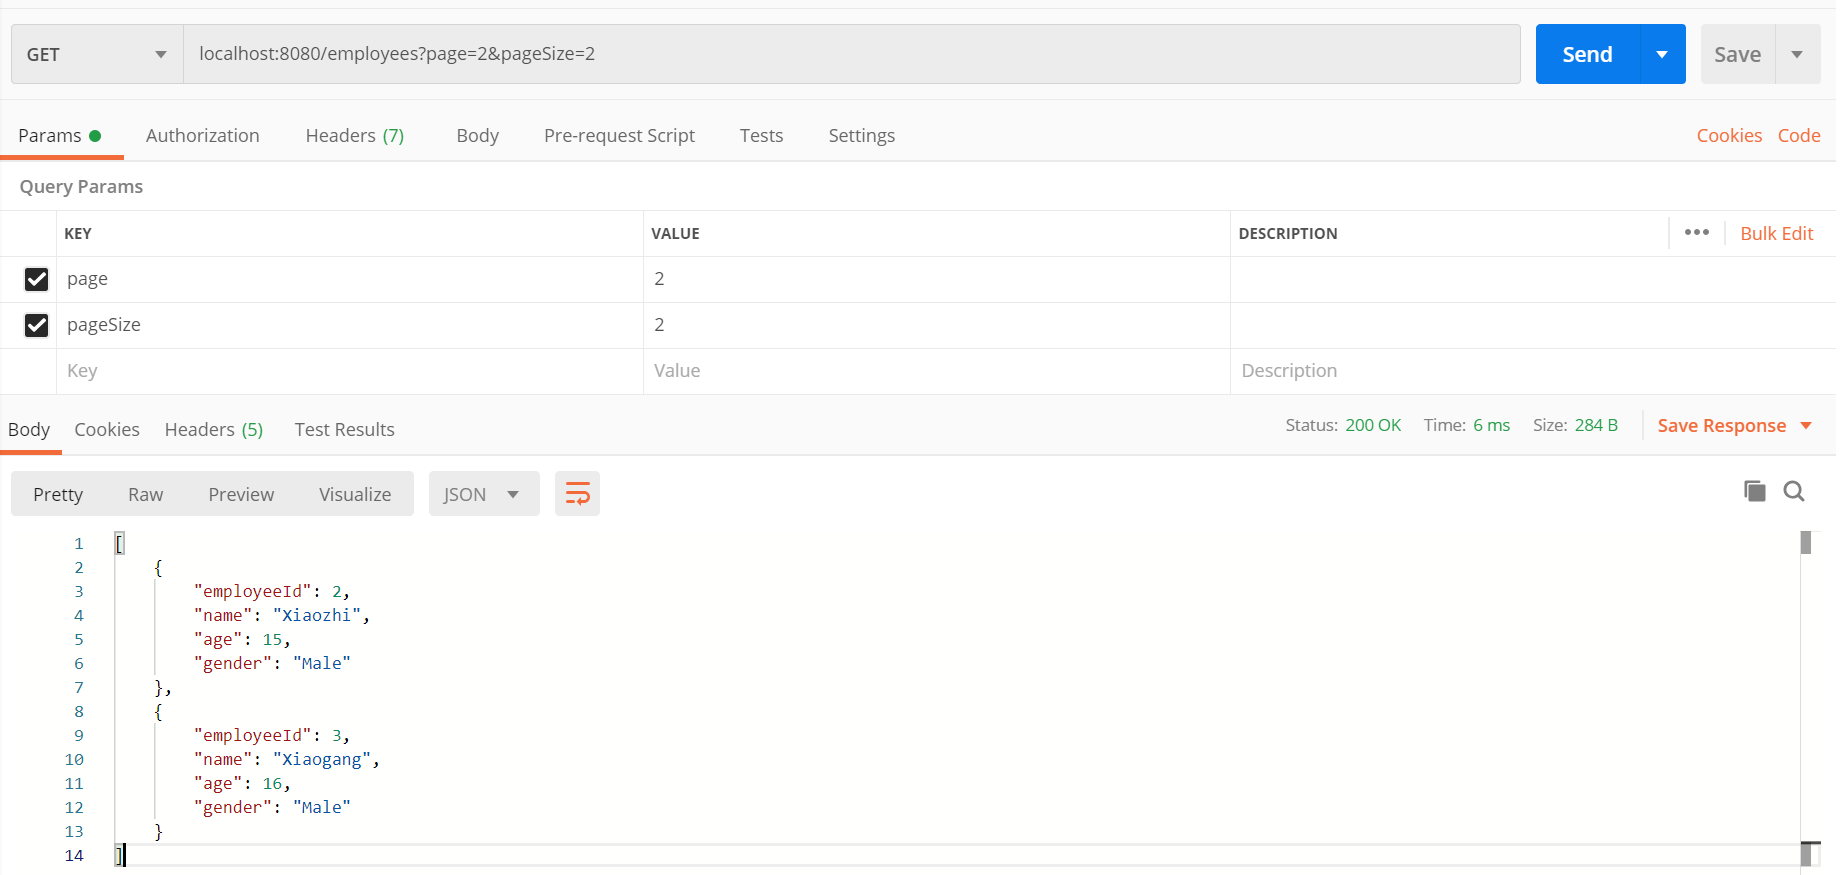 GET localhost:8080/employees?page=2&pageSize=2 Send Save
Params Authorization Headers (7) Body Pre-request Script Tests Settings Cookies Code
Query Params
KEY VALUE DESCRIPTION ••• Bulk Edit
page 2
pageSize 2
Key Value Description
Body Cookies Headers (5) Test Results Status: 200 OK Time: 6 ms Size: 284 B Save Response
Pretty Raw Preview Visualize JSON
1 [
2 {
3 "employeeId": 2,
4 "name": "Xiaozhi",
5 "age": 15,
6 "gender": "Male"
7 },
8 {
9 "employeeId": 3,
10 "name": "Xiaogang",
11 "age": 16,
12 "gender": "Male"
13 }
14 ]